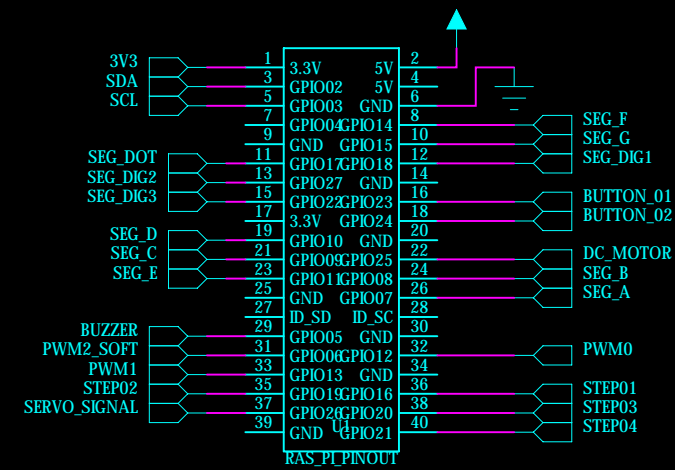 3V3 1 3.3V 5V 2
SDA 3 GPIO02 5V 4
SCL 5 GPIO03 GND 6
7 GPIO04 GPIO14 8 SEG_F
9 GND GPIO15 10 SEG_G
SEG_DOT 11 GPIO17 GPIO18 12 SEG_DIG1
SEG_DIG2 13 GPIO27 GND 14
SEG_DIG3 15 GPIO22 GPIO23 16 BUTTON_01
17 3.3V GPIO24 18 BUTTON_02
SEG_D 19 GPIO10 GND 20
SEG_C 21 GPIO09 GPIO25 22 DC_MOTOR
SEG_E 23 GPIO11 GPIO08 24 SEG_B
25 GND GPIO07 26 SEG_A
27 ID_SD ID_SC 28
BUZZER 29 GPIO05 GND 30
PWM2_SOFT 31 GPIO06 GPIO12 32 PWM0
PWM1 33 GPIO13 GND 34
STEP02 35 GPIO19 GPIO16 36 STEP01
SERVO_SIGNAL 37 GPIO26 GPIO20 38 STEP03
39 GND GPIO21 40 STEP04
U1
RAS_PI_PINOUT